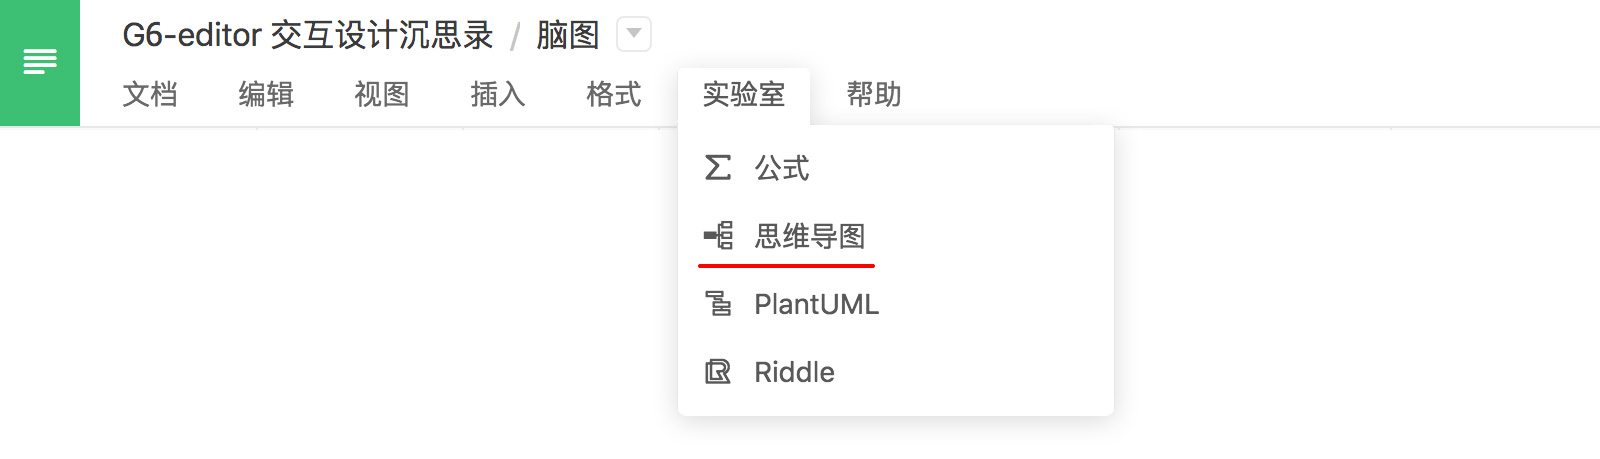 G6-editor 交互设计沉思录 / 脑图
文档 编辑 视图 插入 格式 实验室 帮助
公式
思维导图
PlantUML
Riddle